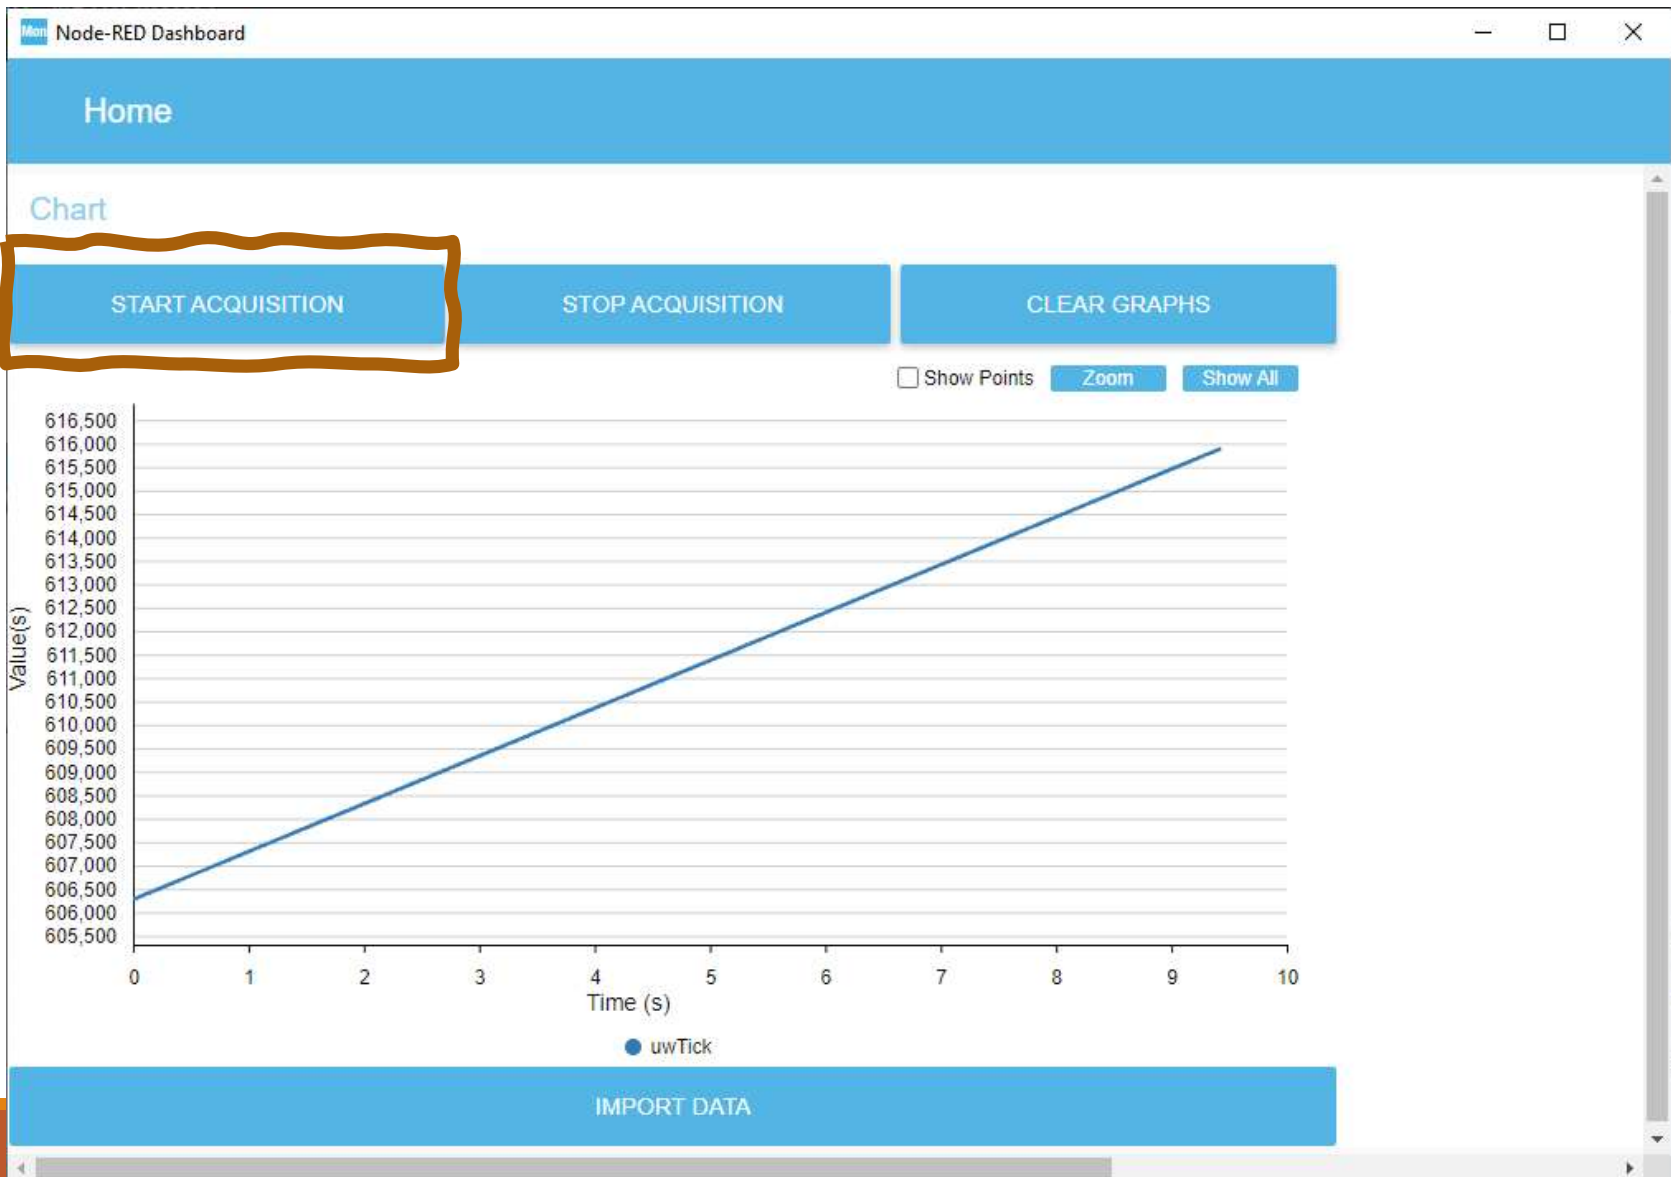 Mon Node-RED Dashboard
Home
Chart
START ACQUISITION STOP ACQUISITION CLEAR GRAPHS
Show Points Zoom Show All
616,500
616,000
615,500
615,000
614,500
614,000
613,500
613,000
612,500
612,000
611,500
611,000
610,500
610,000
609,500
609,000
608,500
608,000
607,500
607,000
606,500
606,000
605,500
Value(s)
0 1 2 3 4 5 6 7 8 9 10
Time (s)
uwTick
IMPORT DATA